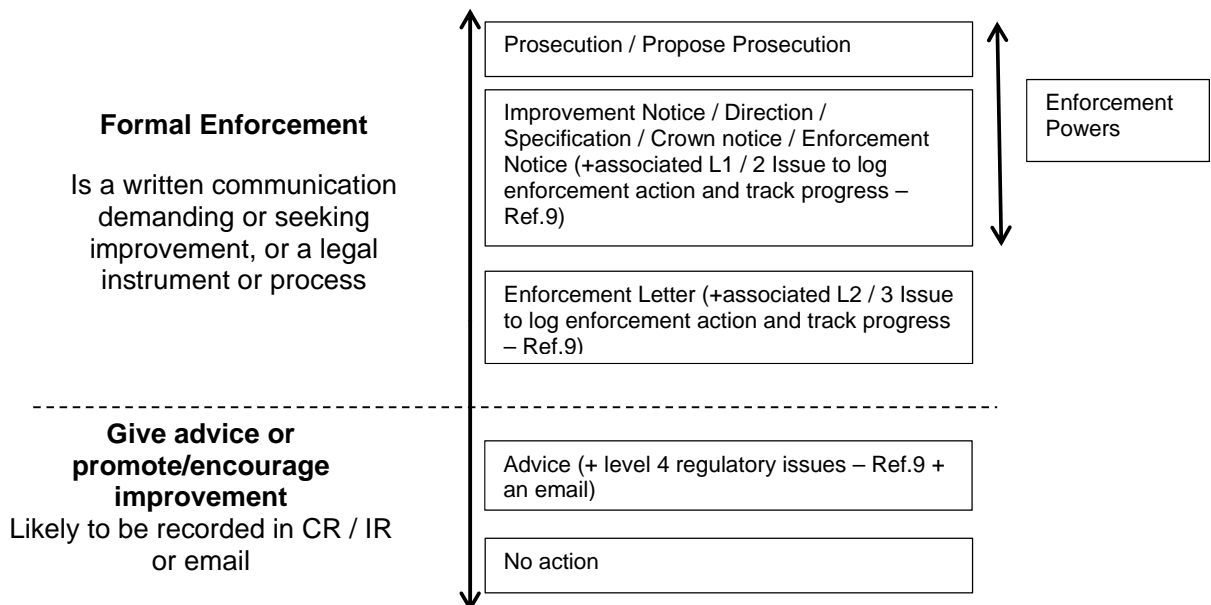 Prosecution / Propose Prosecution
Enforcement
Powers
Formal Enforcement
Is a written communication
demanding or seeking
improvement, or a legal
instrument or process
Improvement Notice / Direction /
Specification / Crown notice / Enforcement
Notice (+associated L1 / 2 Issue to log
enforcement action and track progress –
Ref.9)
Enforcement Letter (+associated L2 / 3 Issue
to log enforcement action and track progress
– Ref.9)
Give advice or
promote/encourage
improvement
Likely to be recorded in CR / IR
or email
Advice (+ level 4 regulatory issues – Ref.9 +
an email)
No action